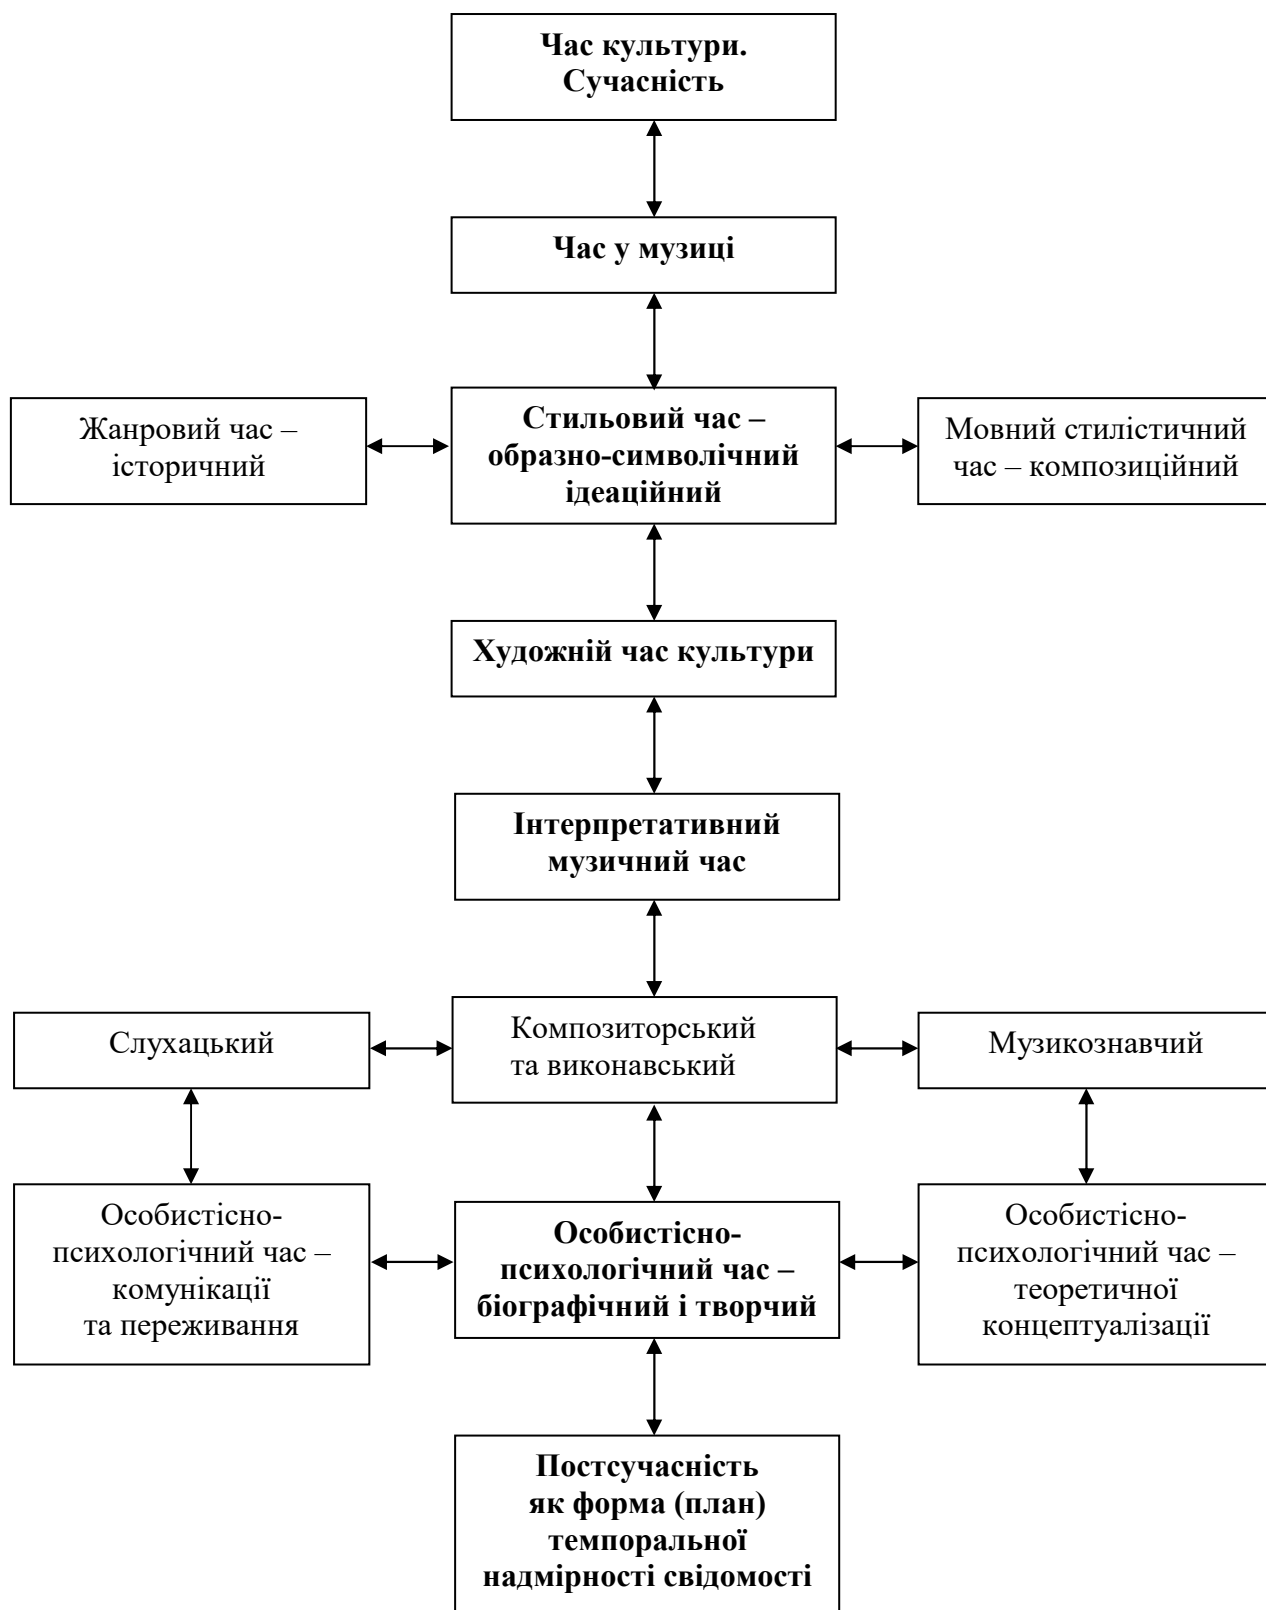 Час культури.
Сучасність
Час у музиці
Жанровий час –
історичний
Стильовий час –
образно-символічний
ідеаційний
Мовний стилістичний
час – композиційний
Художній час культури
Інтерпретативний
музичний час
Слухацький
Композиторський
та виконавський
Музикознавчий
Особистісно-
психологічний час –
комунікації
та переживання
Особистісно-
психологічний час –
біографічний і творчий
Особистісно-
психологічний час –
теоретичної
концептуалізації
Постсучасність
як форма (план)
темпоральної
надмірності свідомості